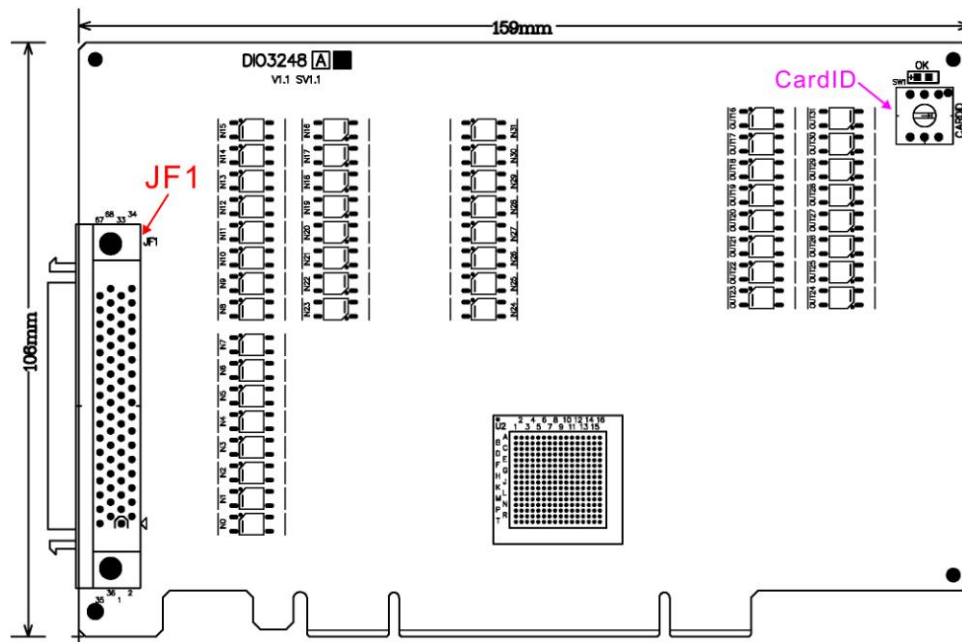 159mm
106mm
DIO3248 A
V1.1 SV1.1
CardID
OK
SW1
CARDID
JF1
67 68 33 34
JF1
35 36 1 2
IN15
IN14
IN13
IN12
IN11
IN10
IN9
IN8
IN7
IN6
IN5
IN4
IN3
IN2
IN1
IN0
IN16
IN17
IN18
IN19
IN20
IN21
IN22
IN23
IN31
IN30
IN29
IN28
IN27
IN26
IN25
IN24
OUT16
OUT17
OUT18
OUT19
OUT20
OUT21
OUT22
OUT23
OUT31
OUT30
OUT29
OUT28
OUT27
OUT26
OUT25
OUT24
U2
2 4 6 8 10 12 14 16
1 3 5 7 9 11 13 15
A
B
C
D
E
F
G
H
J
K
L
M
N
P
R
T